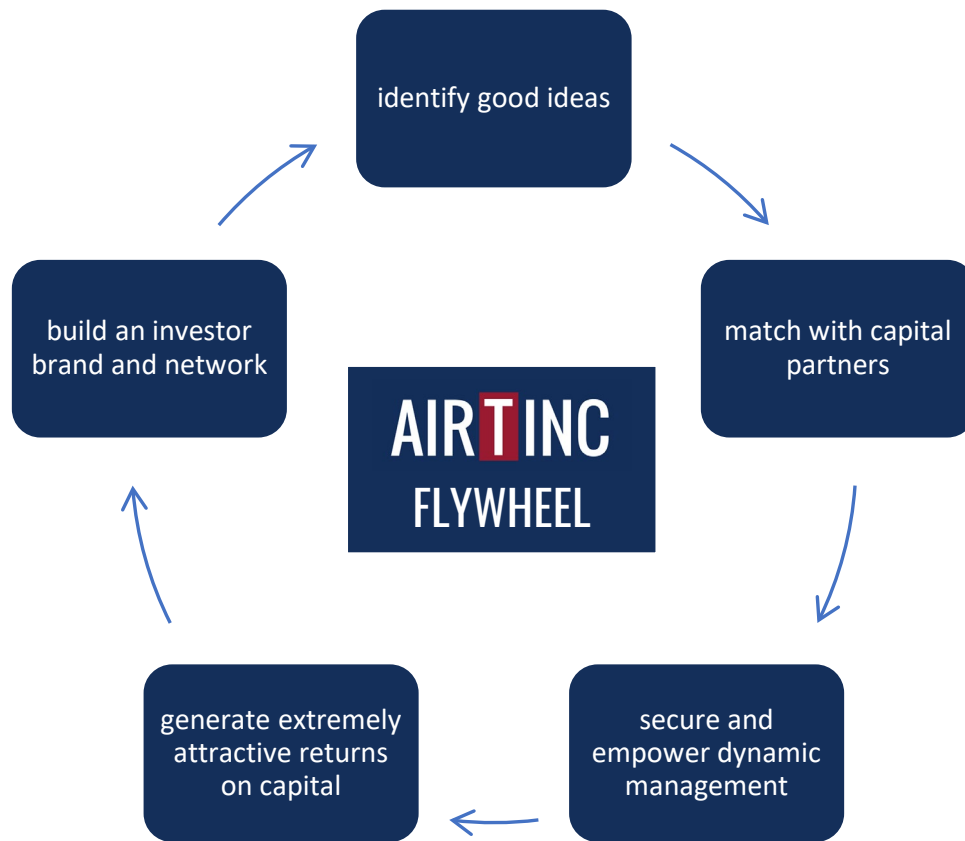 identify good ideas
match with capital
partners
secure and
empower dynamic
management
generate extremely
attractive returns
on capital
build an investor
brand and network
AIRTINC
FLYWHEEL